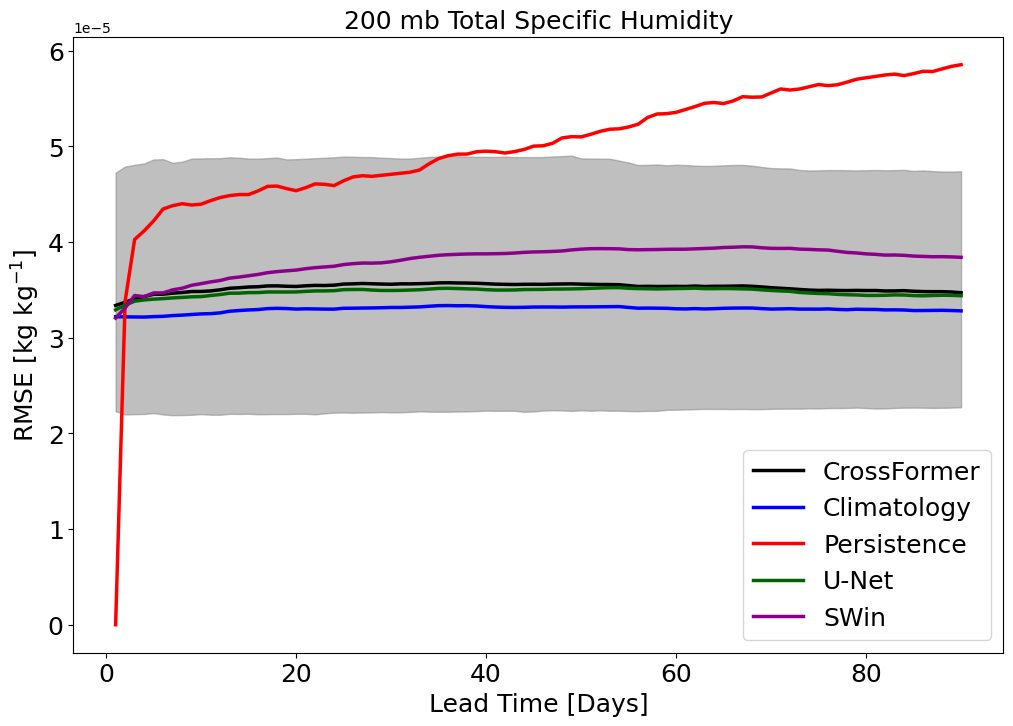 200 mb Total Specific Humidity
1e−5
6
5
4
3
2
1
0
RMSE [kg kg⁻¹]
0 20 40 60 80
Lead Time [Days]
CrossFormer
Climatology
Persistence
U-Net
SWin